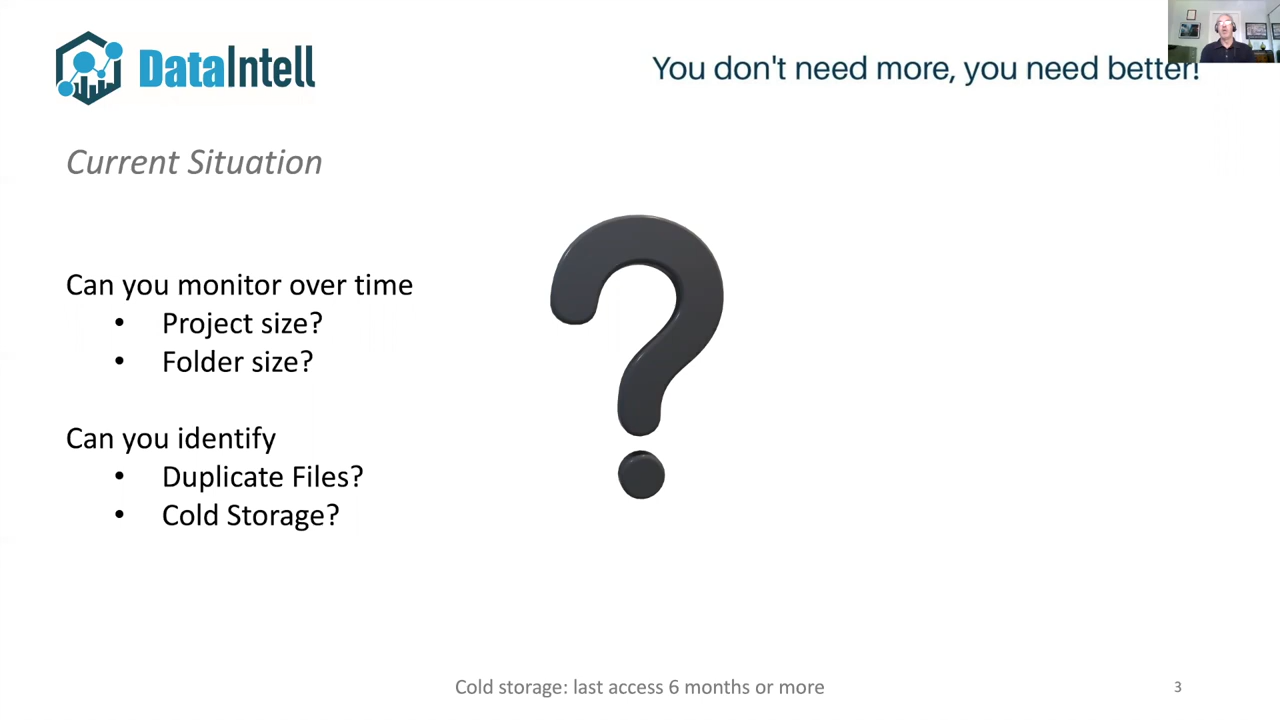 DataIntell
You don't need more, you need better!
Current Situation
Can you monitor over time
• Project size?
• Folder size?
Can you identify
• Duplicate Files?
• Cold Storage?
Cold storage: last access 6 months or more
3